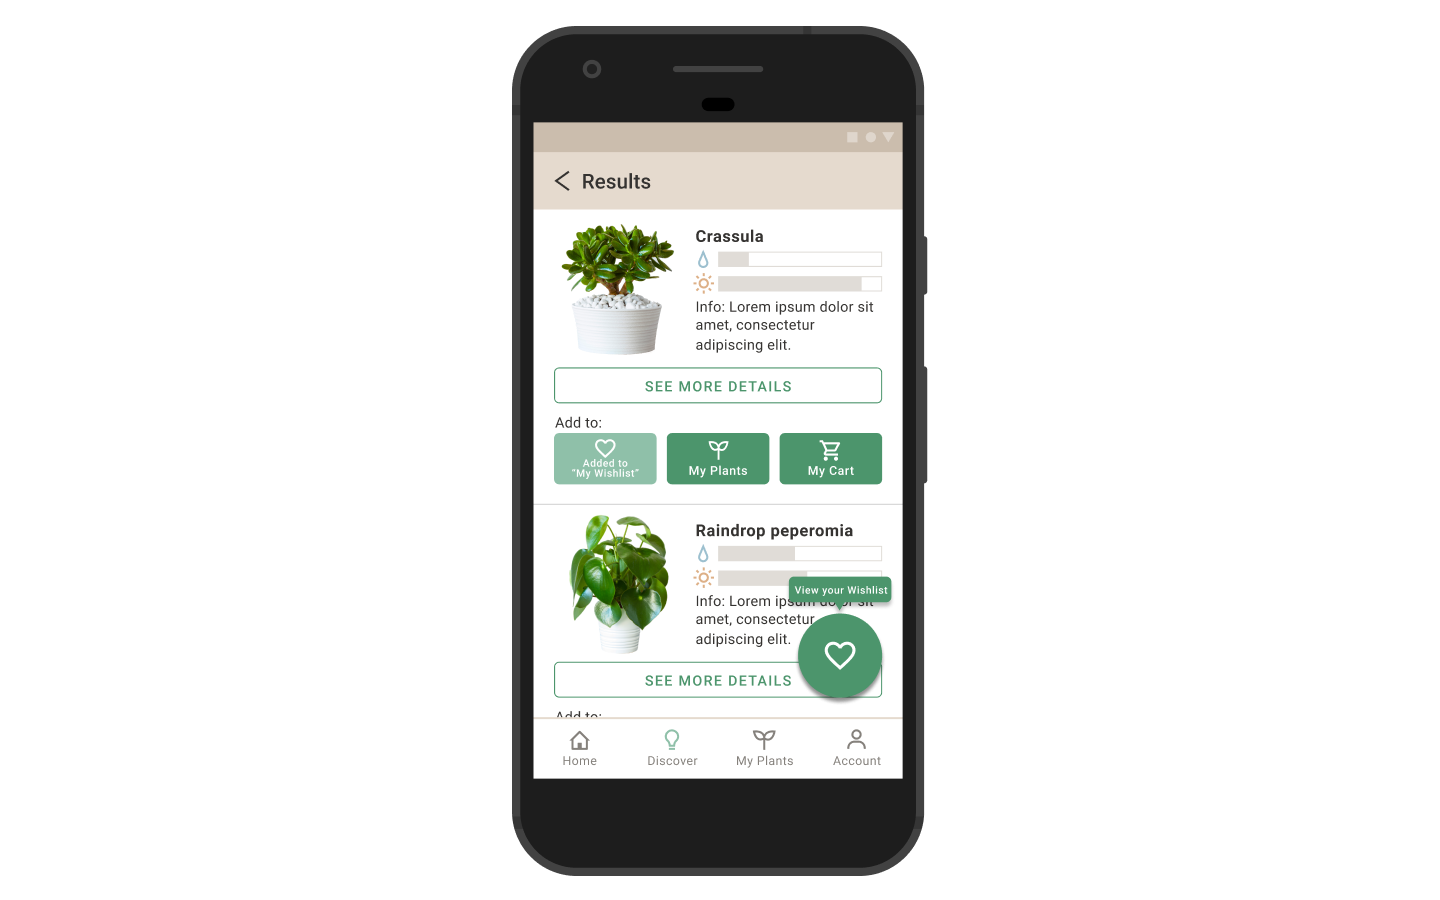 Results
Crassula
Info: Lorem ipsum dolor sit
amet, consectetur
adipiscing elit.
SEE MORE DETAILS
Add to:
Added to
"My Wishlist"
My Plants
My Cart
Raindrop peperomia
View your Wishlist
Info: Lorem ipsum dolor sit
amet, consectetur
adipiscing elit.
SEE MORE DETAILS
Add to:
Home
Discover
My Plants
Account